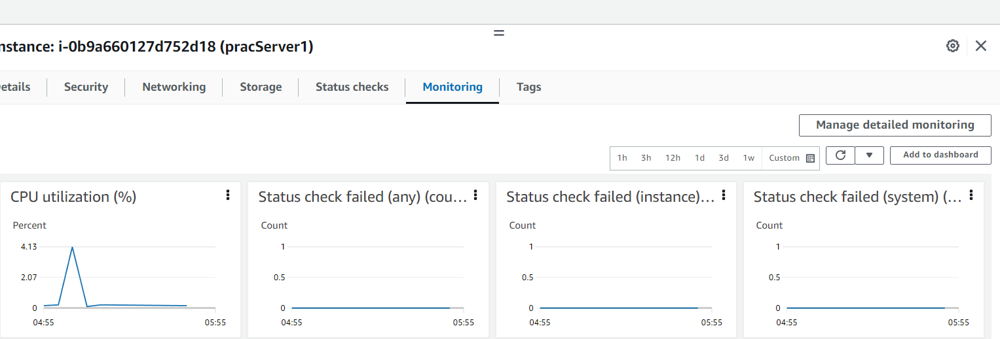 nstance: i-0b9a660127d752d18 (pracServer1)
etails Security Networking Storage Status checks Monitoring Tags
Manage detailed monitoring
1h 3h 12h 1d 3d 1w Custom Add to dashboard
CPU utilization (%)
Percent
4.13
2.07
0
04:55 05:55
Status check failed (any) (cou...
Count
1
0.5
0
04:55 05:55
Status check failed (instance)...
Count
1
0.5
0
04:55 05:55
Status check failed (system) (...
Count
1
0.5
0
04:55 05:55